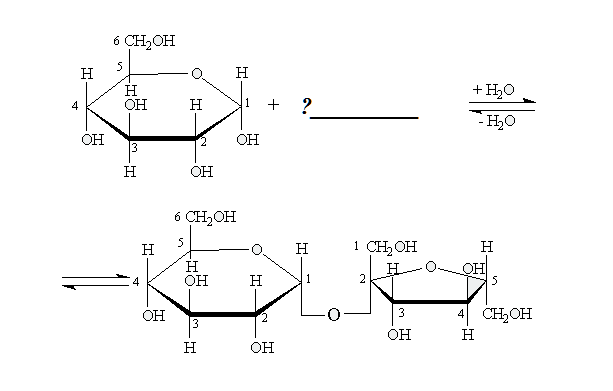 6 CH2OH
5
H O H
4 H 1 + ?__________ + H2O
OH H
OH OH - H2O
3 2
H OH
6 CH2OH
5 1 CH2OH
H O H H
4 H 1 2 H O OH 5
OH H
OH O 3 4 CH2OH
3 2 OH H
H OH